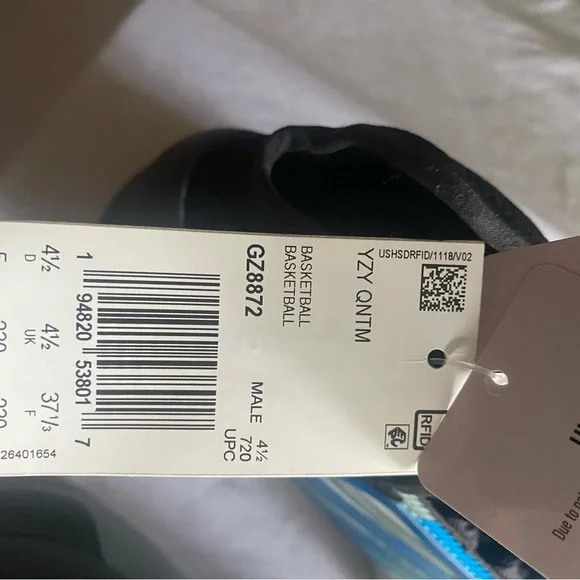 USHSDRFID/1118/V02
YZY QNTM
BASKETBALL
BASKETBALL
GZ8872
MALE 4½
720
UPC
RFID
1 94820 53801 7
4½ 4½ 37⅓
D UK F
230
26401654
Due to